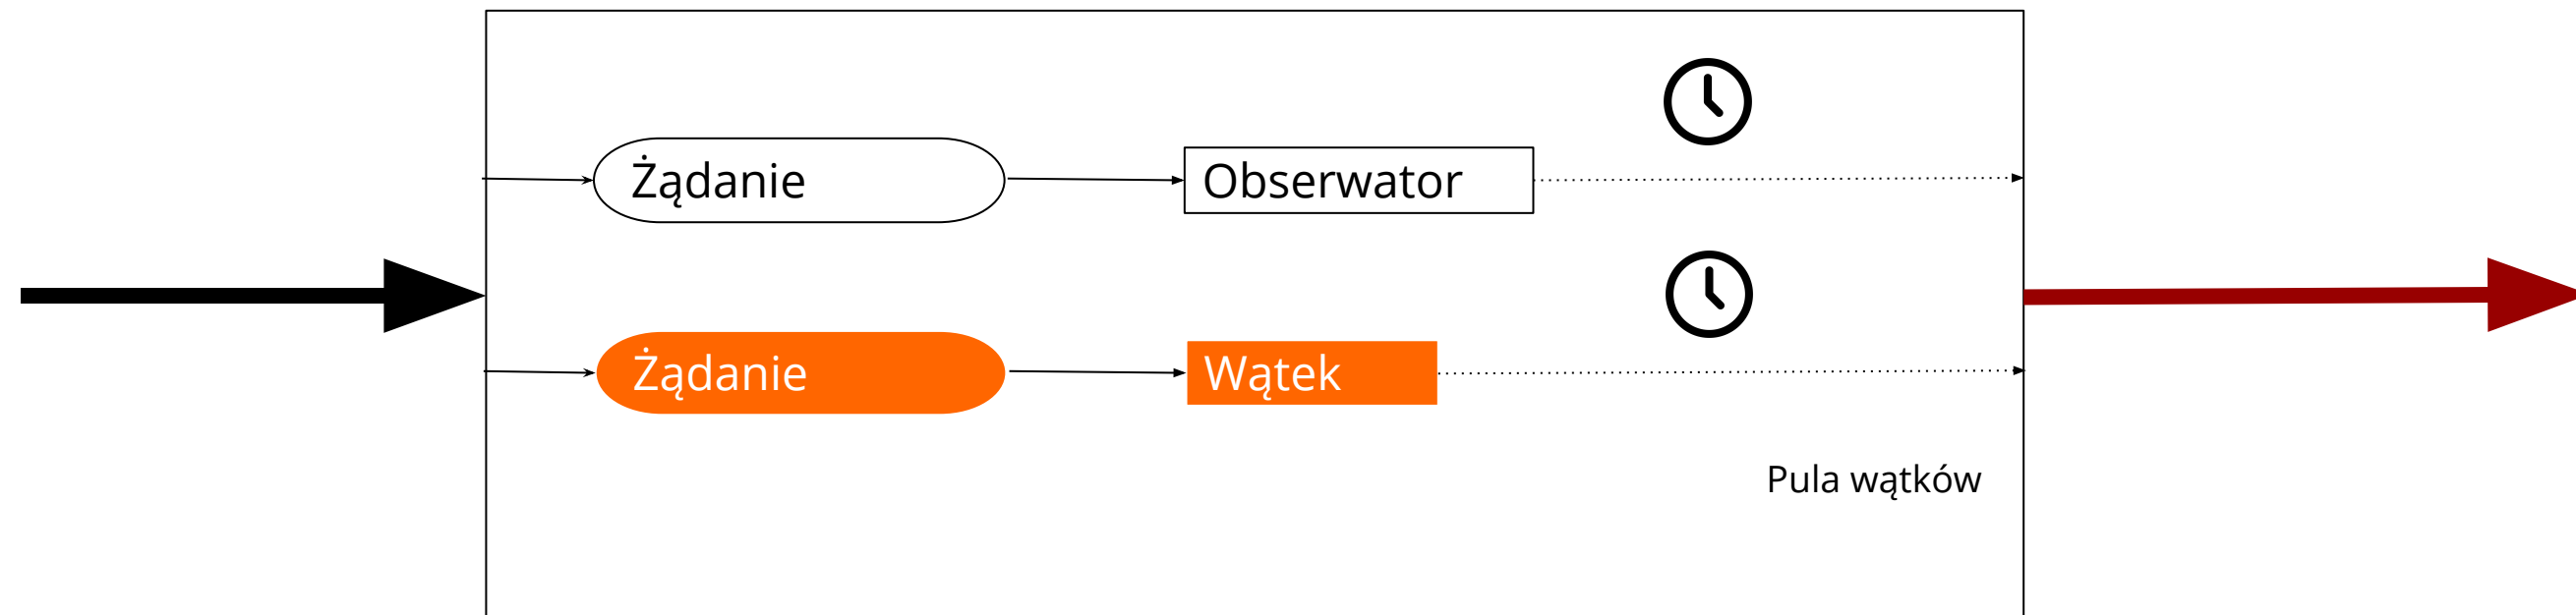 Żądanie
Obserwator
Żądanie
Wątek
Pula wątków